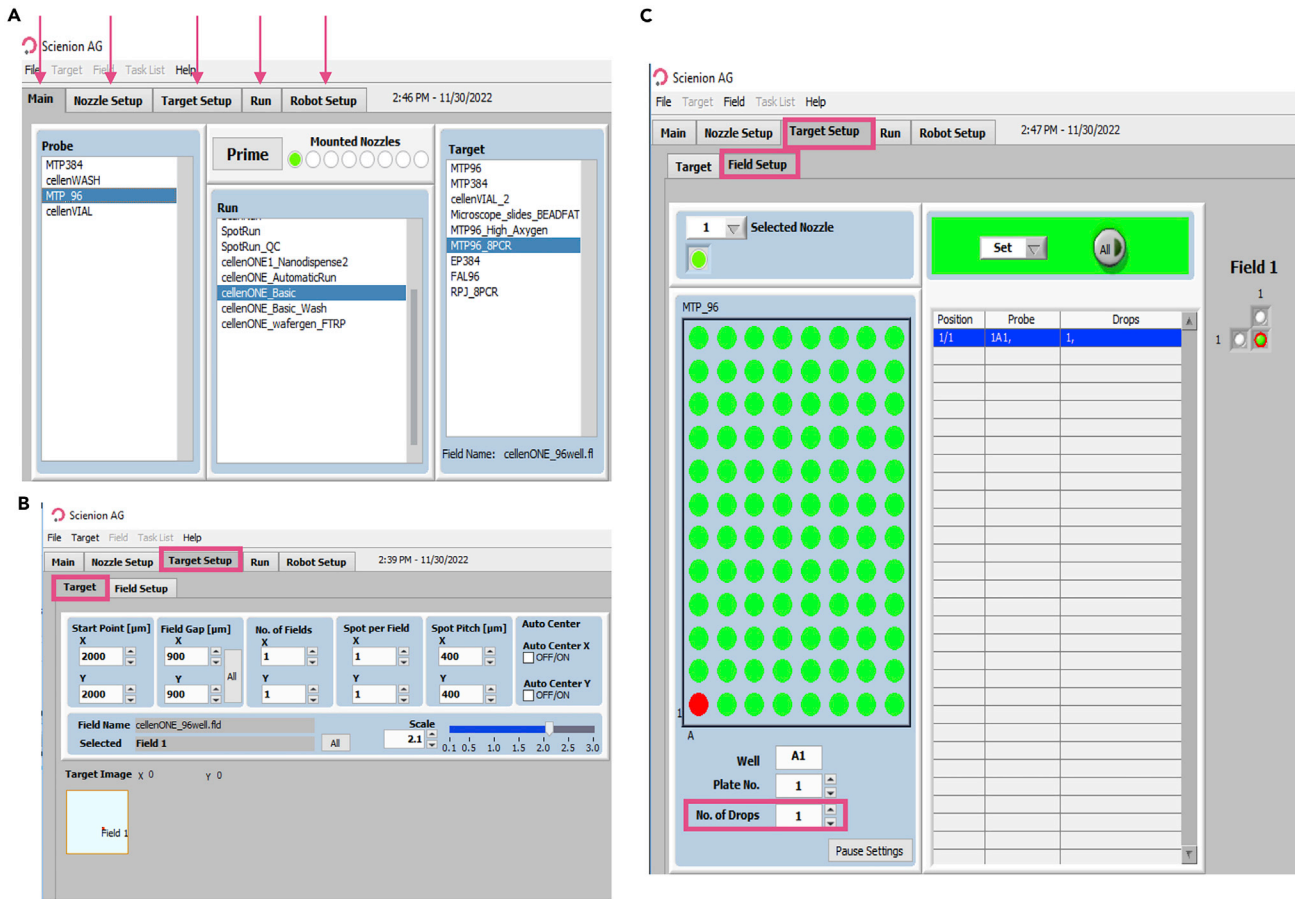 A
Scienion AG
File Target Field Task List Help
Main Nozzle Setup Target Setup Run Robot Setup 2:46 PM - 11/30/2022
Probe
MTP384
cellenWASH
MTP_96
cellenVIAL
Prime
Mounted Nozzles
Run
SpotRun
SpotRun_QC
cellenONE1_Nanodispense2
cellenONE_AutomaticRun
cellenONE_Basic
cellenONE_Basic_Wash
cellenONE_wafergen_FTRP
Target
MTP96
MTP384
cellenVIAL_2
Microscope_slides_BEADFAT
MTP96_High_Axygen
MTP96_8PCR
EP384
FAL96
RPJ_8PCR
Field Name: cellenONE_96well.fl
B
Scienion AG
File Target Field Task List Help
Main Nozzle Setup Target Setup Run Robot Setup 2:39 PM - 11/30/2022
Target Field Setup
Start Point [µm] Field Gap [µm] No. of Fields Spot per Field Spot Pitch [µm] Auto Center
X X X X X Auto Center X
2000 900 1 1 400 OFF/ON
All
Y Y Y Y Y Auto Center Y
2000 900 1 1 400 OFF/ON
Field Name cellenONE_96well.fld Scale
Selected Field 1 All 2.1 0.1 0.5 1.0 1.5 2.0 2.5 3.0
Target Image X 0 Y 0
Field 1
C
Scienion AG
File Target Field Task List Help
Main Nozzle Setup Target Setup Run Robot Setup 2:47 PM - 11/30/2022
Target Field Setup
1 Selected Nozzle
Set All
MTP_96
1
A
Well A1
Plate No. 1
No. of Drops 1
Pause Settings
Position Probe Drops
1/1 1A1, 1,
Field 1
1
1